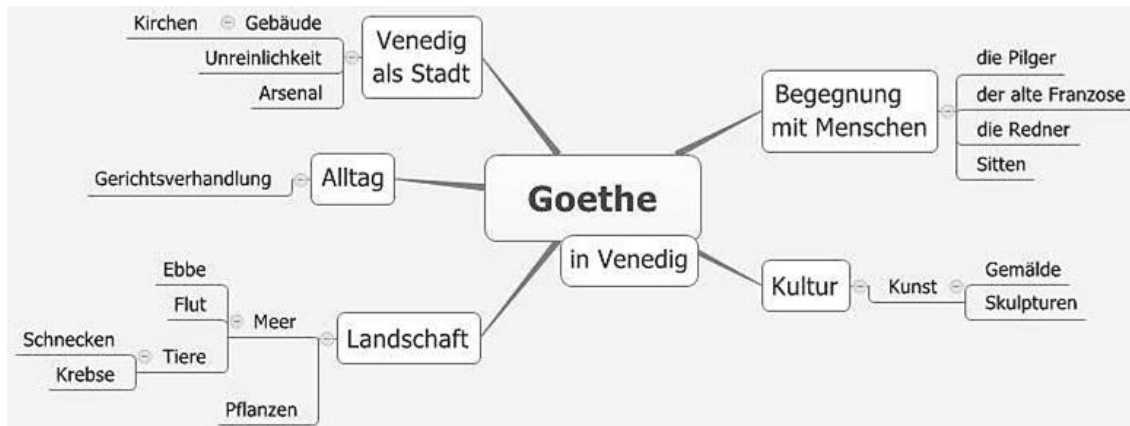 Goethe
in Venedig
Venedig
als Stadt
Gebäude
Kirchen
Unreinlichkeit
Arsenal
Alltag
Gerichtsverhandlung
Landschaft
Meer
Ebbe
Flut
Tiere
Schnecken
Krebse
Pflanzen
Begegnung
mit Menschen
die Pilger
der alte Franzose
die Redner
Sitten
Kultur
Kunst
Gemälde
Skulpturen